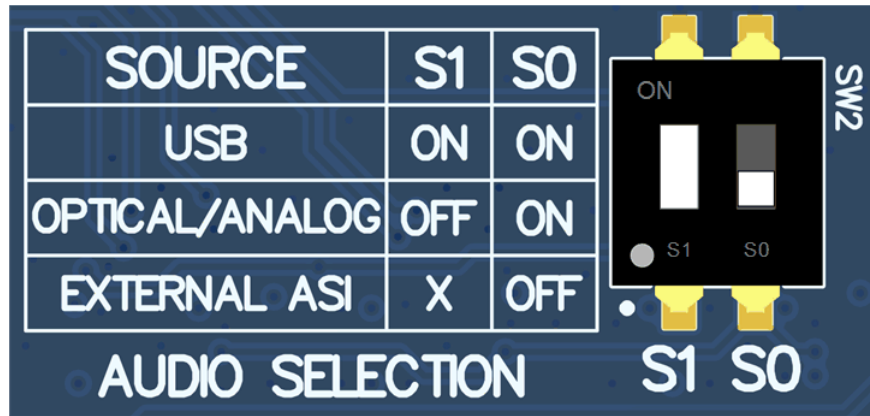 SOURCE S1 S0
USB ON ON
OPTICAL/ANALOG OFF ON
EXTERNAL ASI X OFF
AUDIO SELECTION
ON
S1 S0
S1 S0
SW2